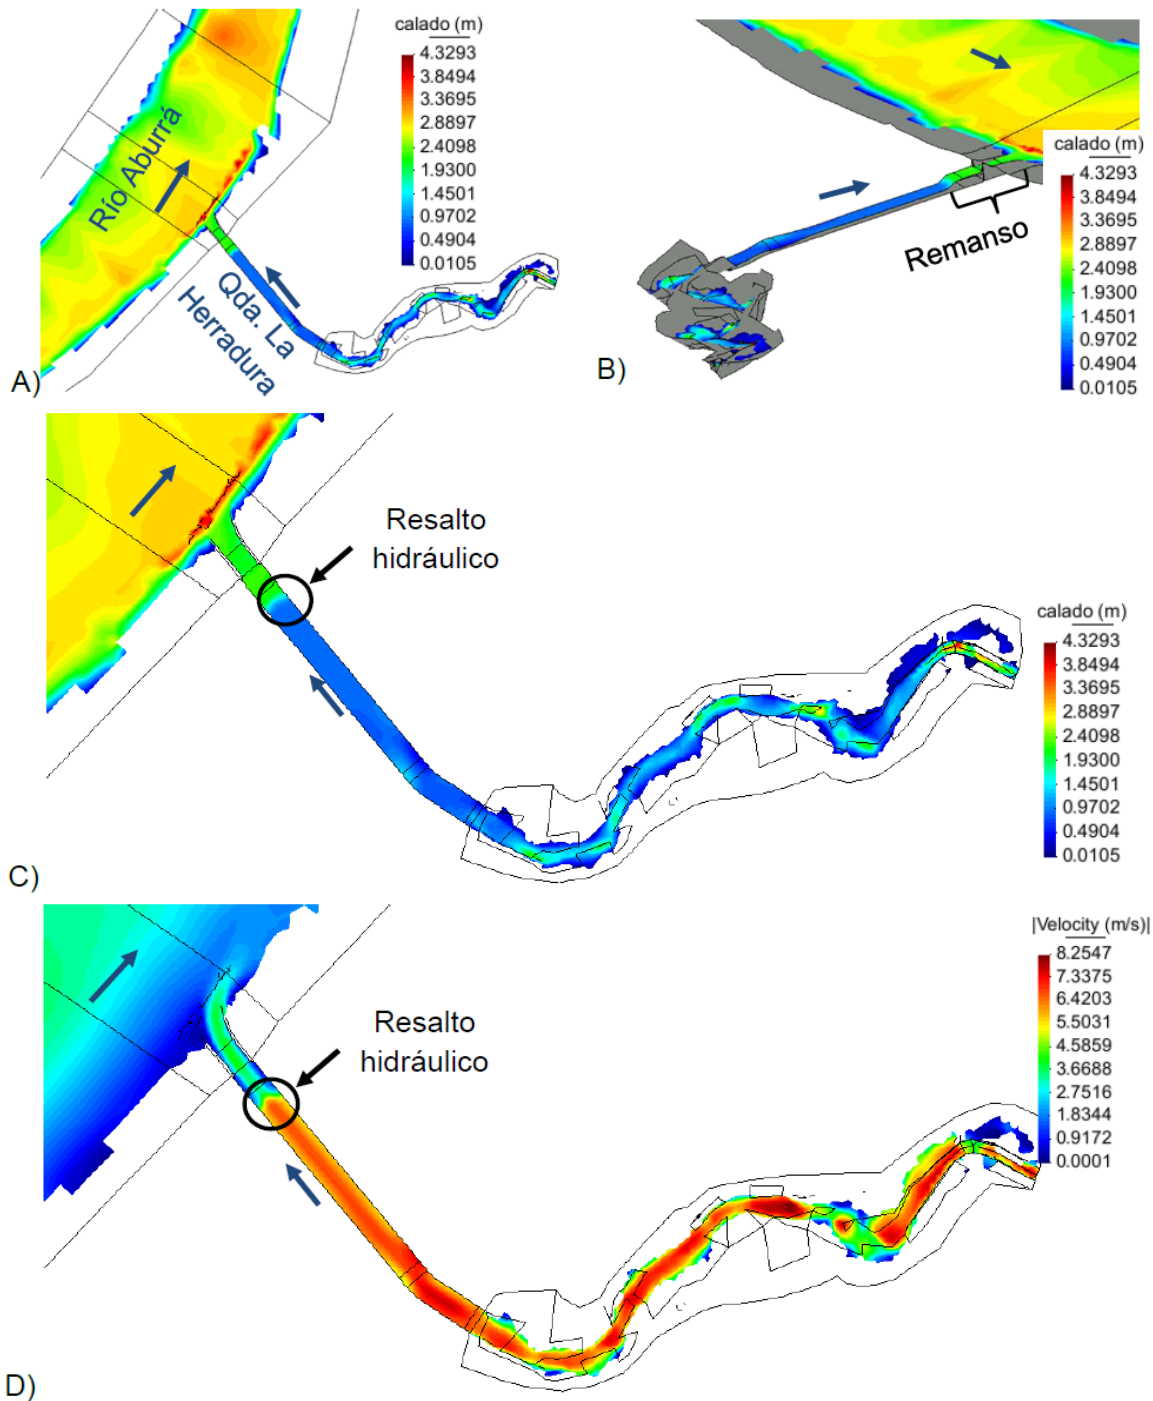 calado (m)
4.3293
3.8494
3.3695
2.8897
2.4098
1.9300
1.4501
0.9702
0.4904
0.0105
Río Aburrá
Qda. La
Herradura
A)
calado (m)
4.3293
3.8494
3.3695
2.8897
2.4098
1.9300
1.4501
0.9702
0.4904
0.0105
Remanso
B)
Resalto
hidráulico
calado (m)
4.3293
3.8494
3.3695
2.8897
2.4098
1.9300
1.4501
0.9702
0.4904
0.0105
C)
|Velocity (m/s)|
8.2547
7.3375
6.4203
5.5031
4.5859
3.6688
2.7516
1.8344
0.9172
0.0001
Resalto
hidráulico
D)